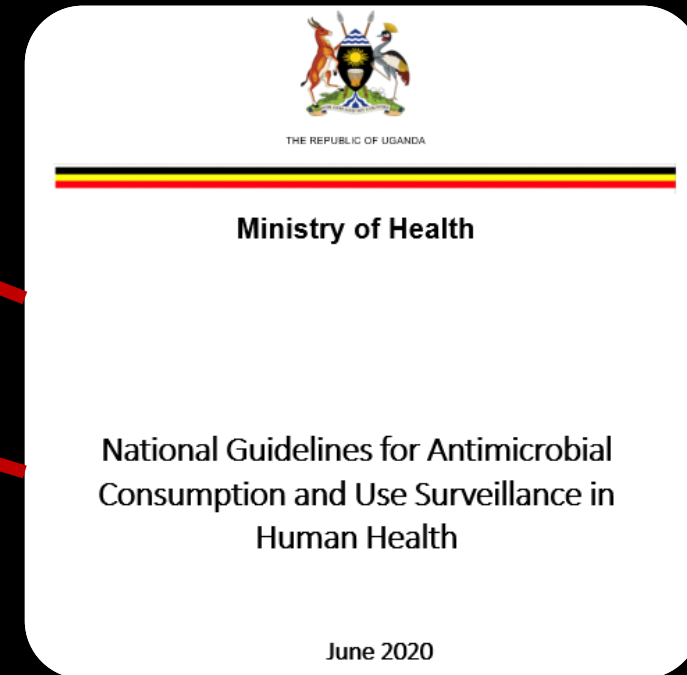 THE REPUBLIC OF UGANDA
Ministry of Health
National Guidelines for Antimicrobial
Consumption and Use Surveillance in
Human Health
June 2020